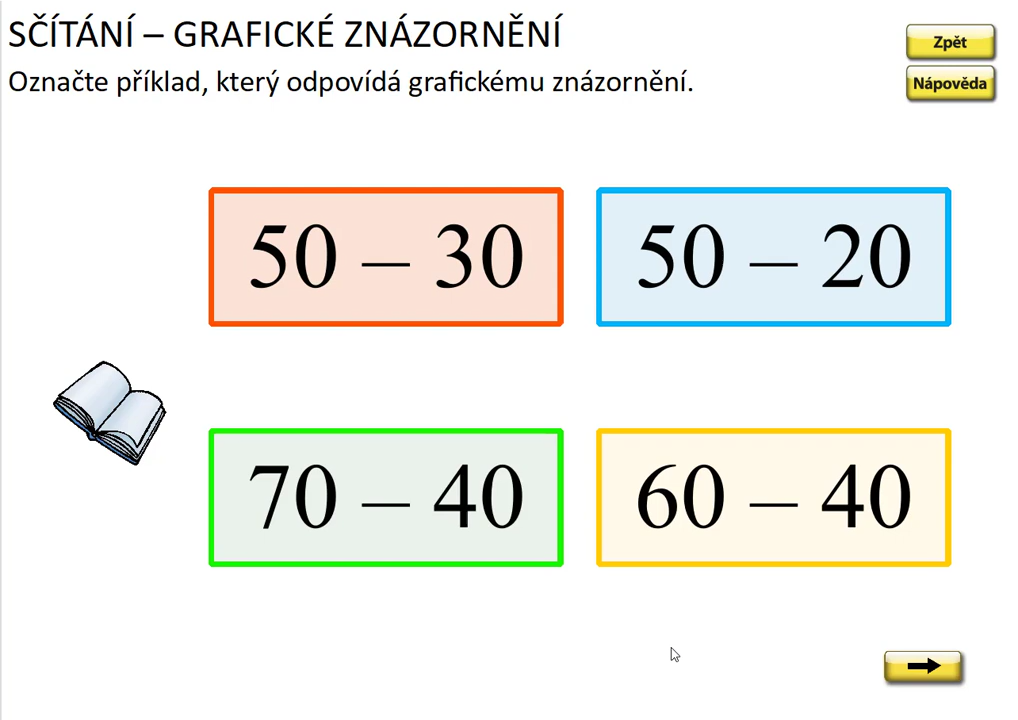 SČÍTÁNÍ – GRAFICKÉ ZNÁZORNĚNÍ
Zpět
Označte příklad, který odpovídá grafickému znázornění.
Nápověda
50 – 30
50 – 20
70 – 40
60 – 40